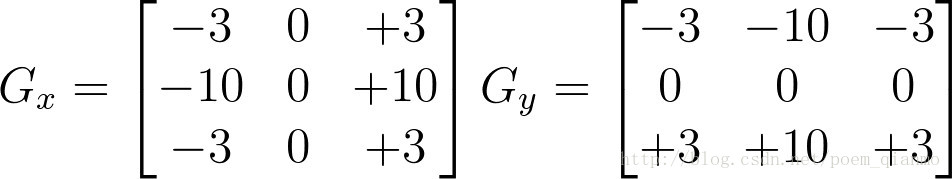 −3 0 +3 −3 −10 −3
G_x = −10 0 +10 G_y = 0 0 0
−3 0 +3 +3 +10 +3